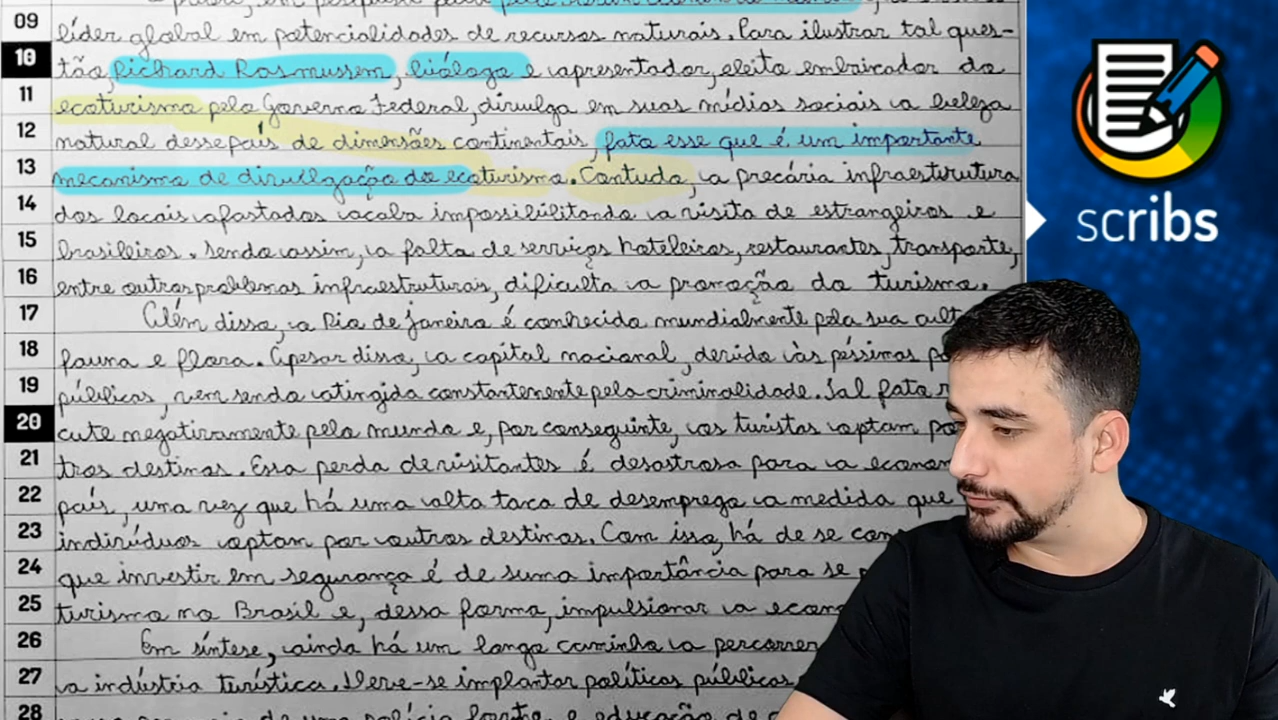 09
líder global em potencialidades de recursos naturais. Para ilustrar tal ques-
10
tão, Richard Rasmussem, biólogo e apresentador, eleito embaixador do
11
ecoturismo pelo Governo Federal, divulga em suas mídias sociais a beleza
12
natural desse país de dimensões continentais, fato esse que é um importante
13
mecanismo de divulgação do ecoturismo. Contudo, a precária infraestrutura
14
dos locais afastados acaba impossibilitando a visita de estrangeiros e
15
brasileiros. Sendo assim, a falta de serviços hoteleiros, restaurantes, transporte,
16
entre outros problemas infraestruturais, dificulta a promoção do turismo.
17
Além disso, o Rio de Janeiro é conhecido mundialmente pela sua
18
fauna e flora. Apesar disso, a capital nacional, devido às péssimas
19
públicas, vem sendo atingida constantemente pela criminalidade. Tal fato
20
cute negativamente pelo mundo e, por conseguinte, os turistas optam
21
tros destinos. Essa perda de visitantes é desastrosa para a
22
país, uma vez que há uma alta taxa de desemprego a medida que
23
indivíduos optam por outros destinos. Com isso, há de se
24
que investir em segurança é de suma importância para se
25
turismo no Brasil e, dessa forma, impulsionar a
26
Em síntese, ainda há um longo caminho a
27
a indústria turística. Deve-se implantar políticas públicas
28
scribs